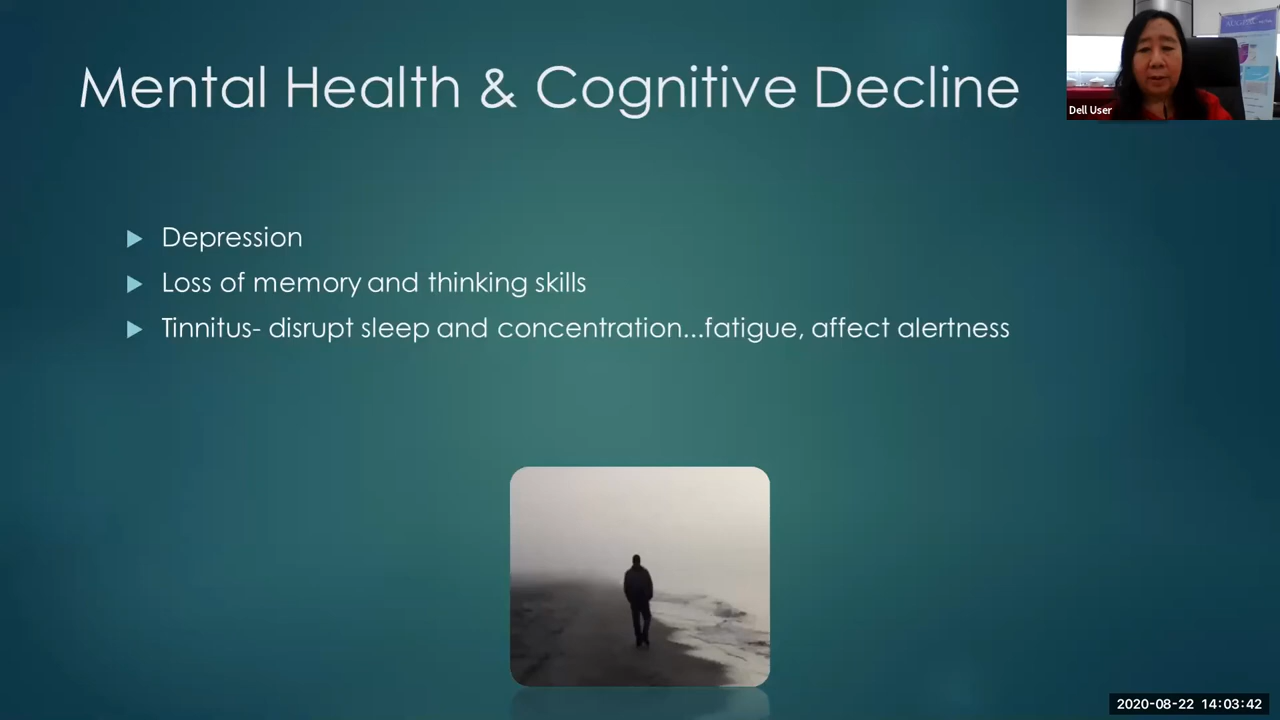 Mental Health & Cognitive Decline
Dell User
Depression
Loss of memory and thinking skills
Tinnitus- disrupt sleep and concentration...fatigue, affect alertness
2020-08-22 14:03:42